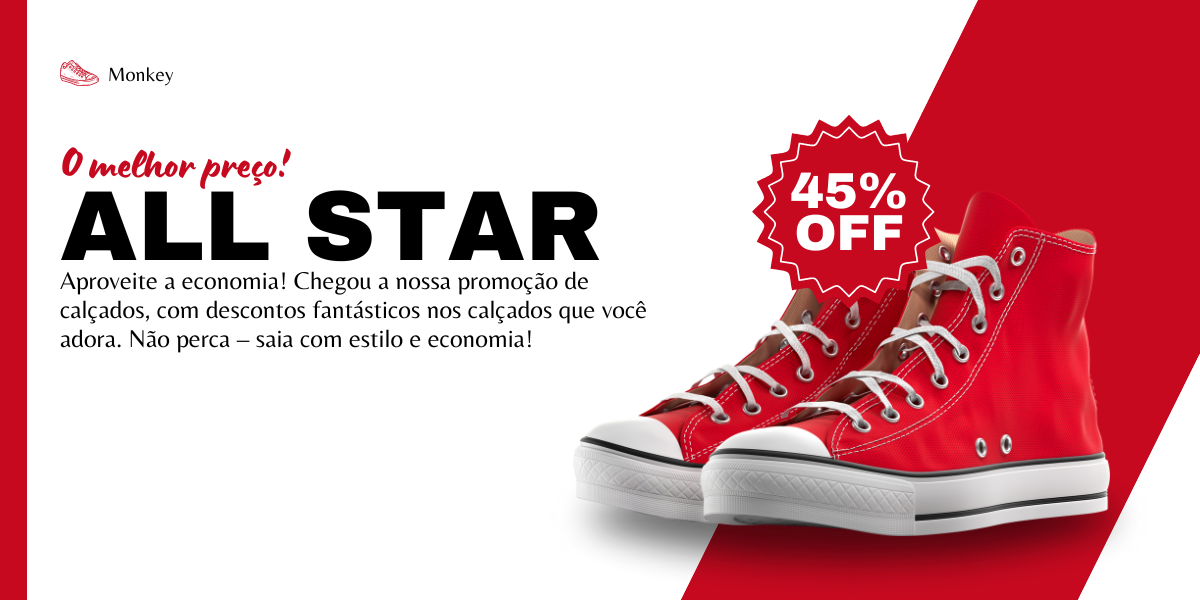 Monkey
O melhor preço!
ALL STAR
Aproveite a economia! Chegou a nossa promoção de
calçados, com descontos fantásticos nos calçados que você
adora. Não perca – saia com estilo e economia!
45%
OFF